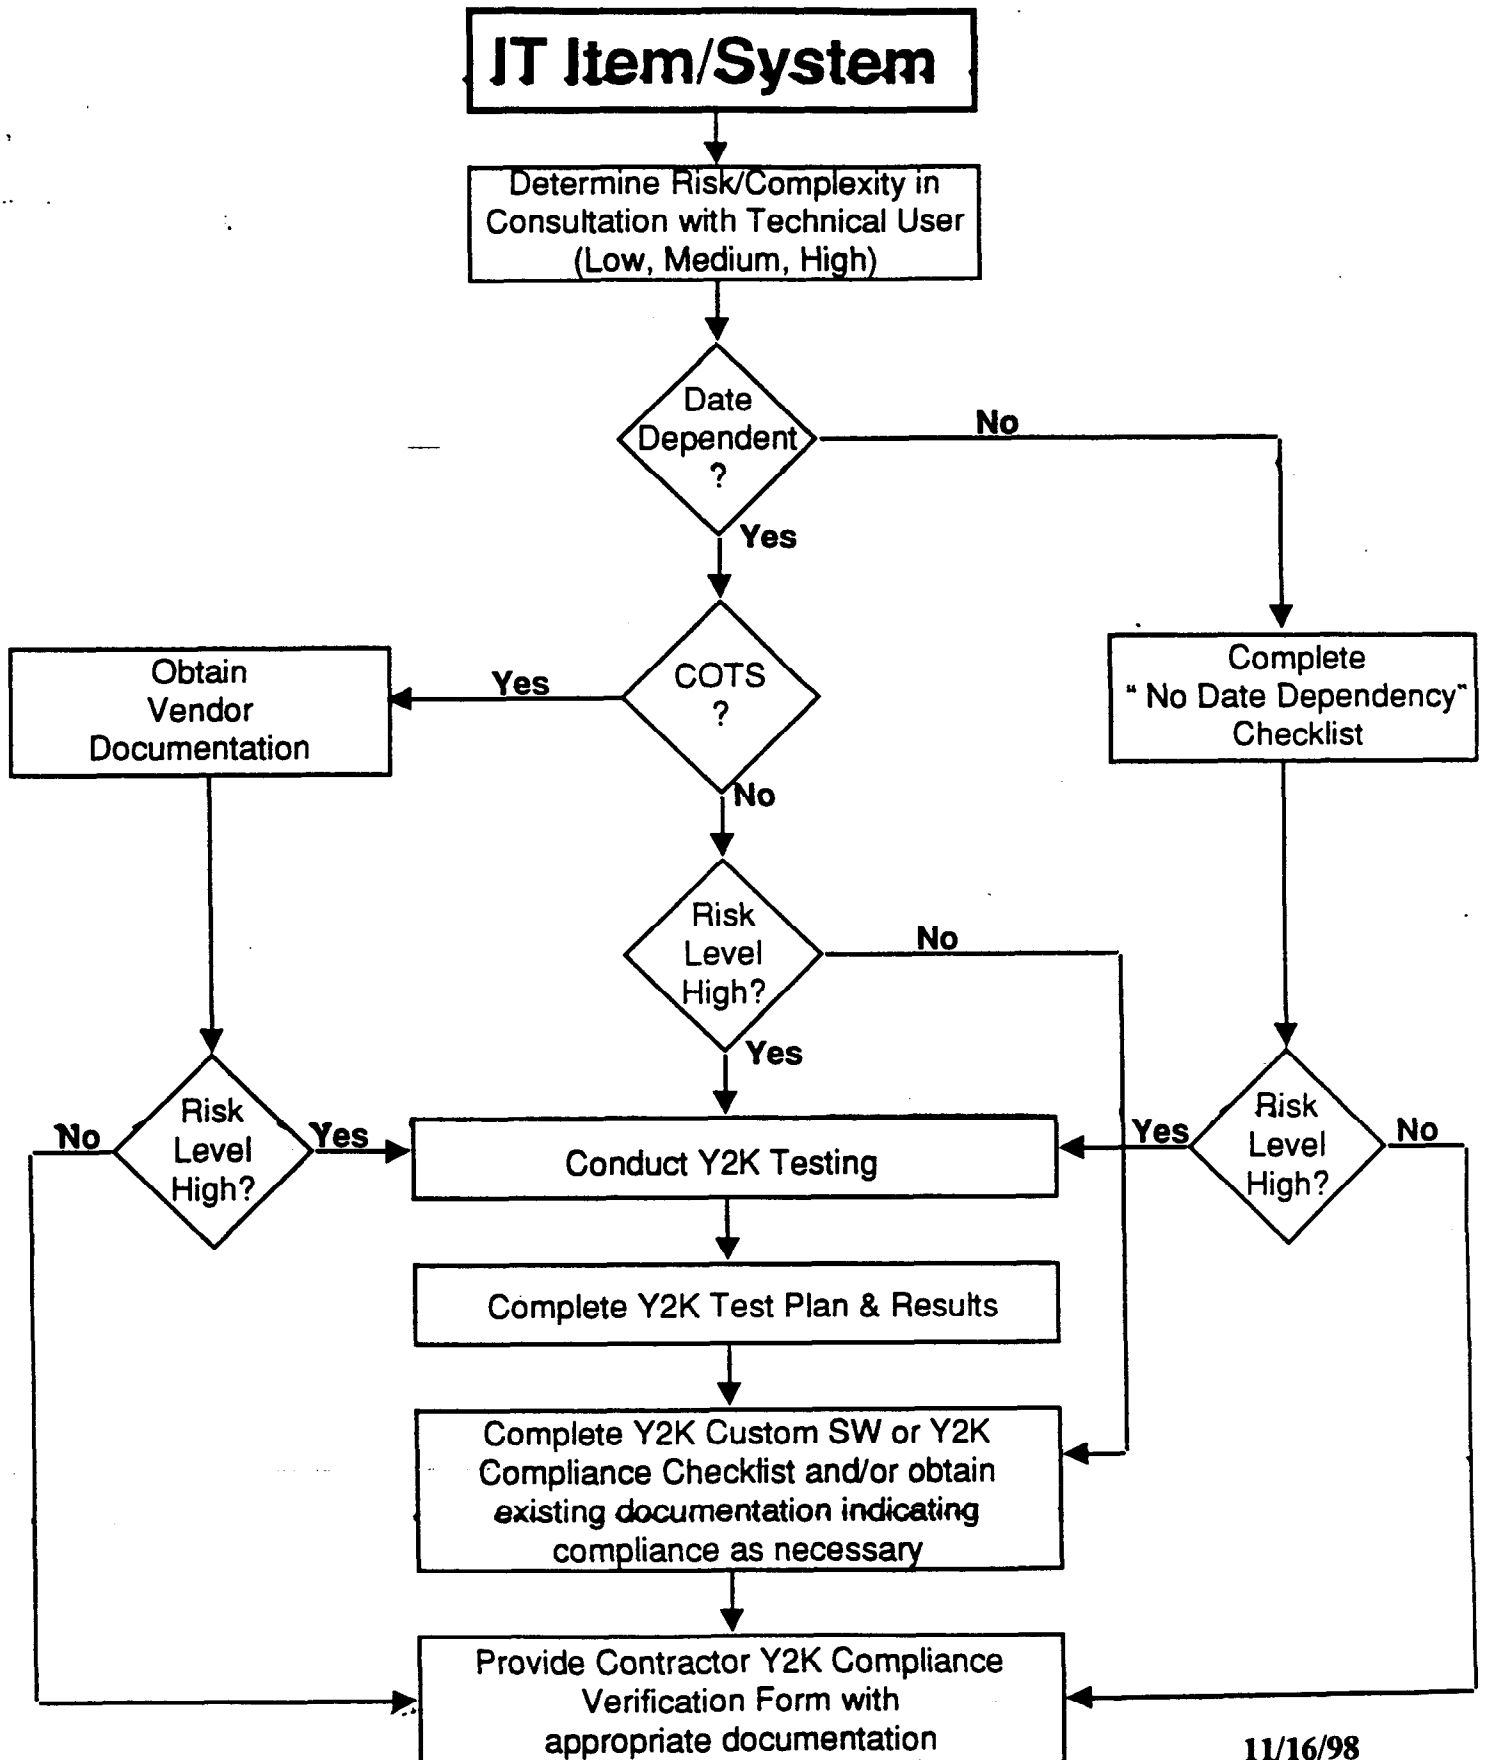 IT Item/System
Determine Risk/Complexity in
Consultation with Technical User
(Low, Medium, High)
Date
Dependent
?
No
Yes
COTS
?
Yes
No
Obtain
Vendor
Documentation
Complete
" No Date Dependency"
Checklist
Risk
Level
High?
No
Yes
Risk
Level
High?
No
Yes
Risk
Level
High?
Yes
No
Conduct Y2K Testing
Complete Y2K Test Plan & Results
Complete Y2K Custom SW or Y2K
Compliance Checklist and/or obtain
existing documentation indicating
compliance as necessary
Provide Contractor Y2K Compliance
Verification Form with
appropriate documentation
11/16/98